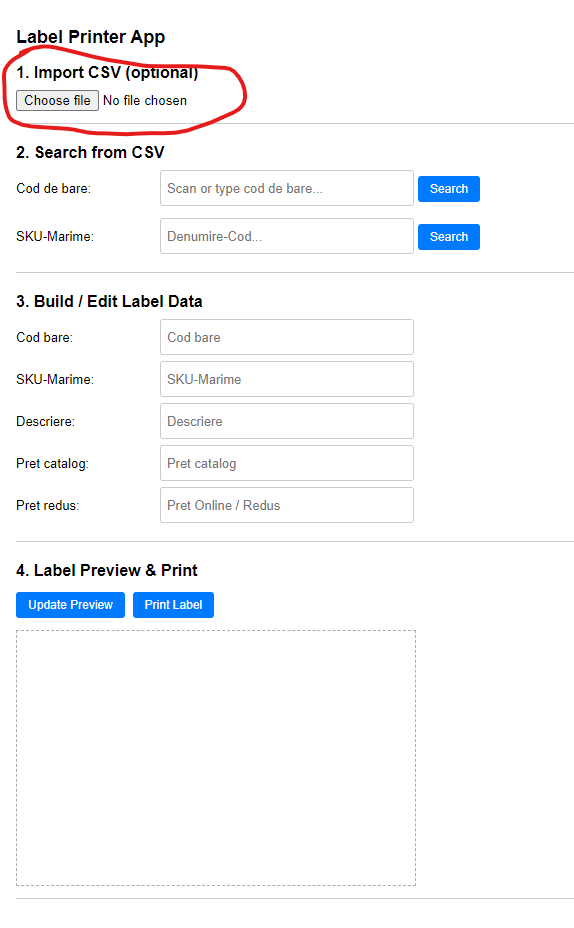 Label Printer App
1. Import CSV (optional)
Choose file No file chosen
2. Search from CSV
Cod de bare: Scan or type cod de bare... Search
SKU-Marime: Denumire-Cod... Search
3. Build / Edit Label Data
Cod bare: Cod bare
SKU-Marime: SKU-Marime
Descriere: Descriere
Pret catalog: Pret catalog
Pret redus: Pret Online / Redus
4. Label Preview & Print
Update Preview Print Label